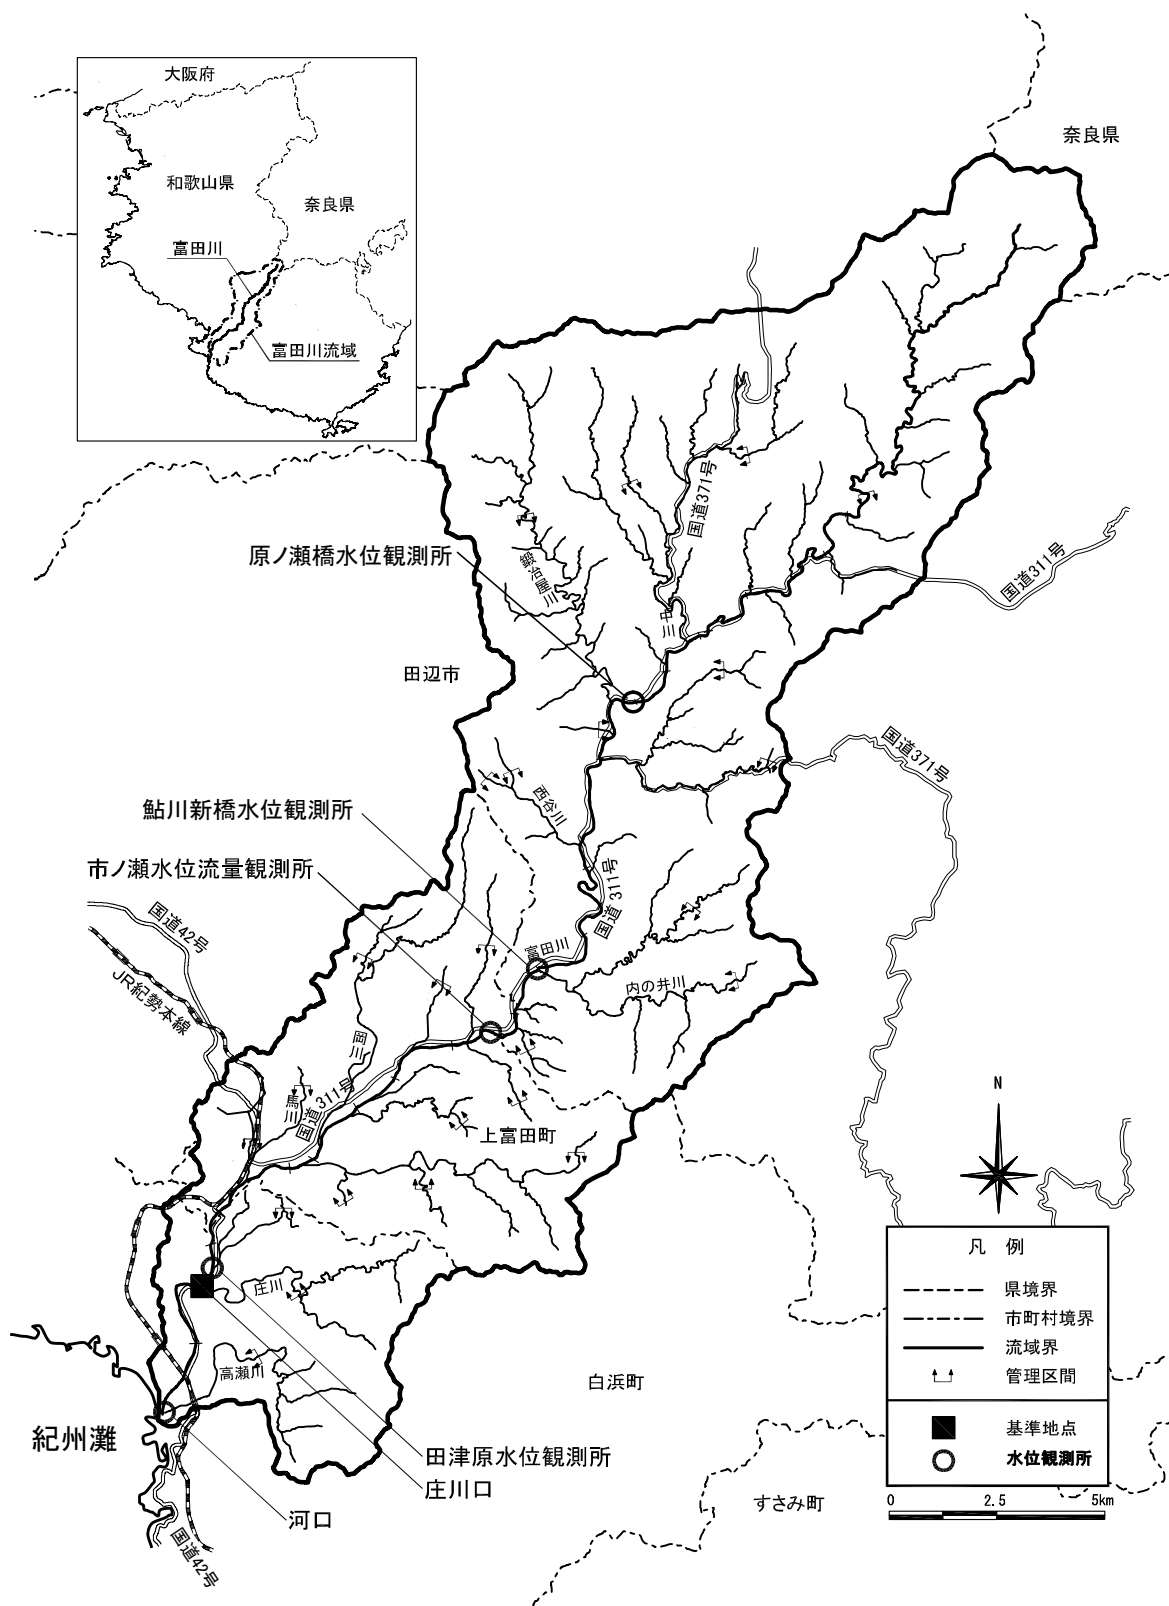 大阪府
和歌山県
奈良県
富田川
富田川流域
奈良県
国道371号
原ノ瀬橋水位観測所
鍛治屋川
中川
国道311号
田辺市
国道371号
西谷川
鮎川新橋水位観測所
市ノ瀬水位流量観測所
国道311号
国道42号
JR紀勢本線
富田川
内の井川
岡川
馬川
国道311号
上富田町
N
庄川
高瀬川
白浜町
紀州灘
田津原水位観測所
庄川口
河口
すさみ町
国道42号
凡 例
県境界
市町村境界
流域界
管理区間
基準地点
水位観測所
0 2.5 5km